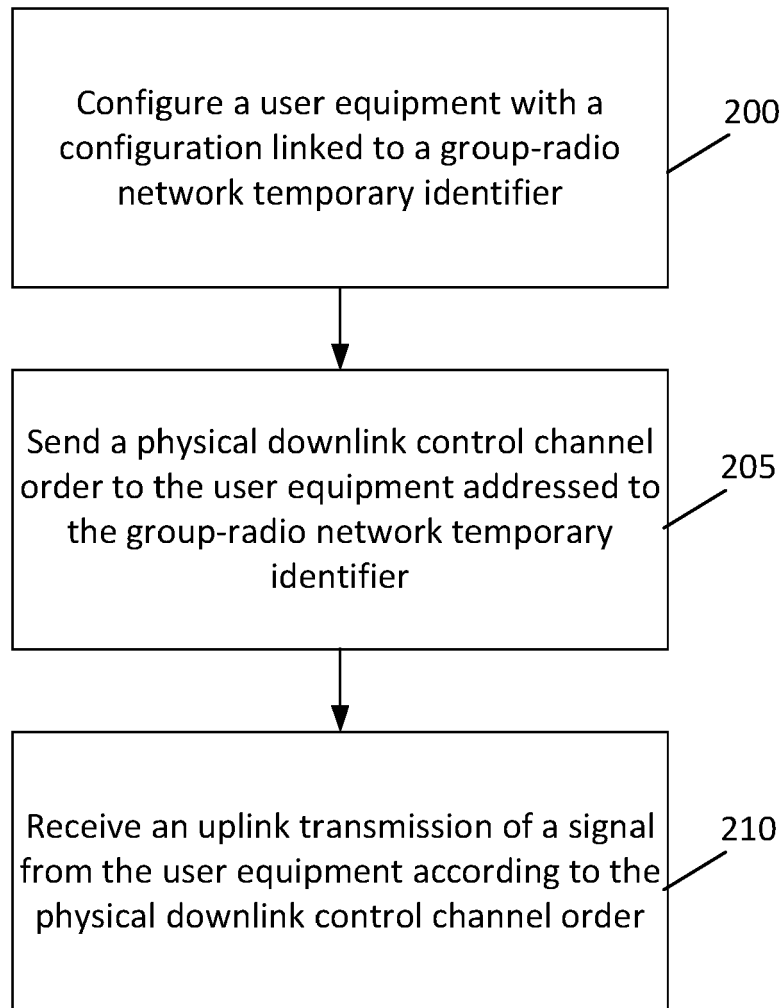 Configure a user equipment with a
configuration linked to a group-radio
network temporary identifier
200
Send a physical downlink control channel
order to the user equipment addressed to
the group-radio network temporary
identifier
205
Receive an uplink transmission of a signal
from the user equipment according to the
physical downlink control channel order
210